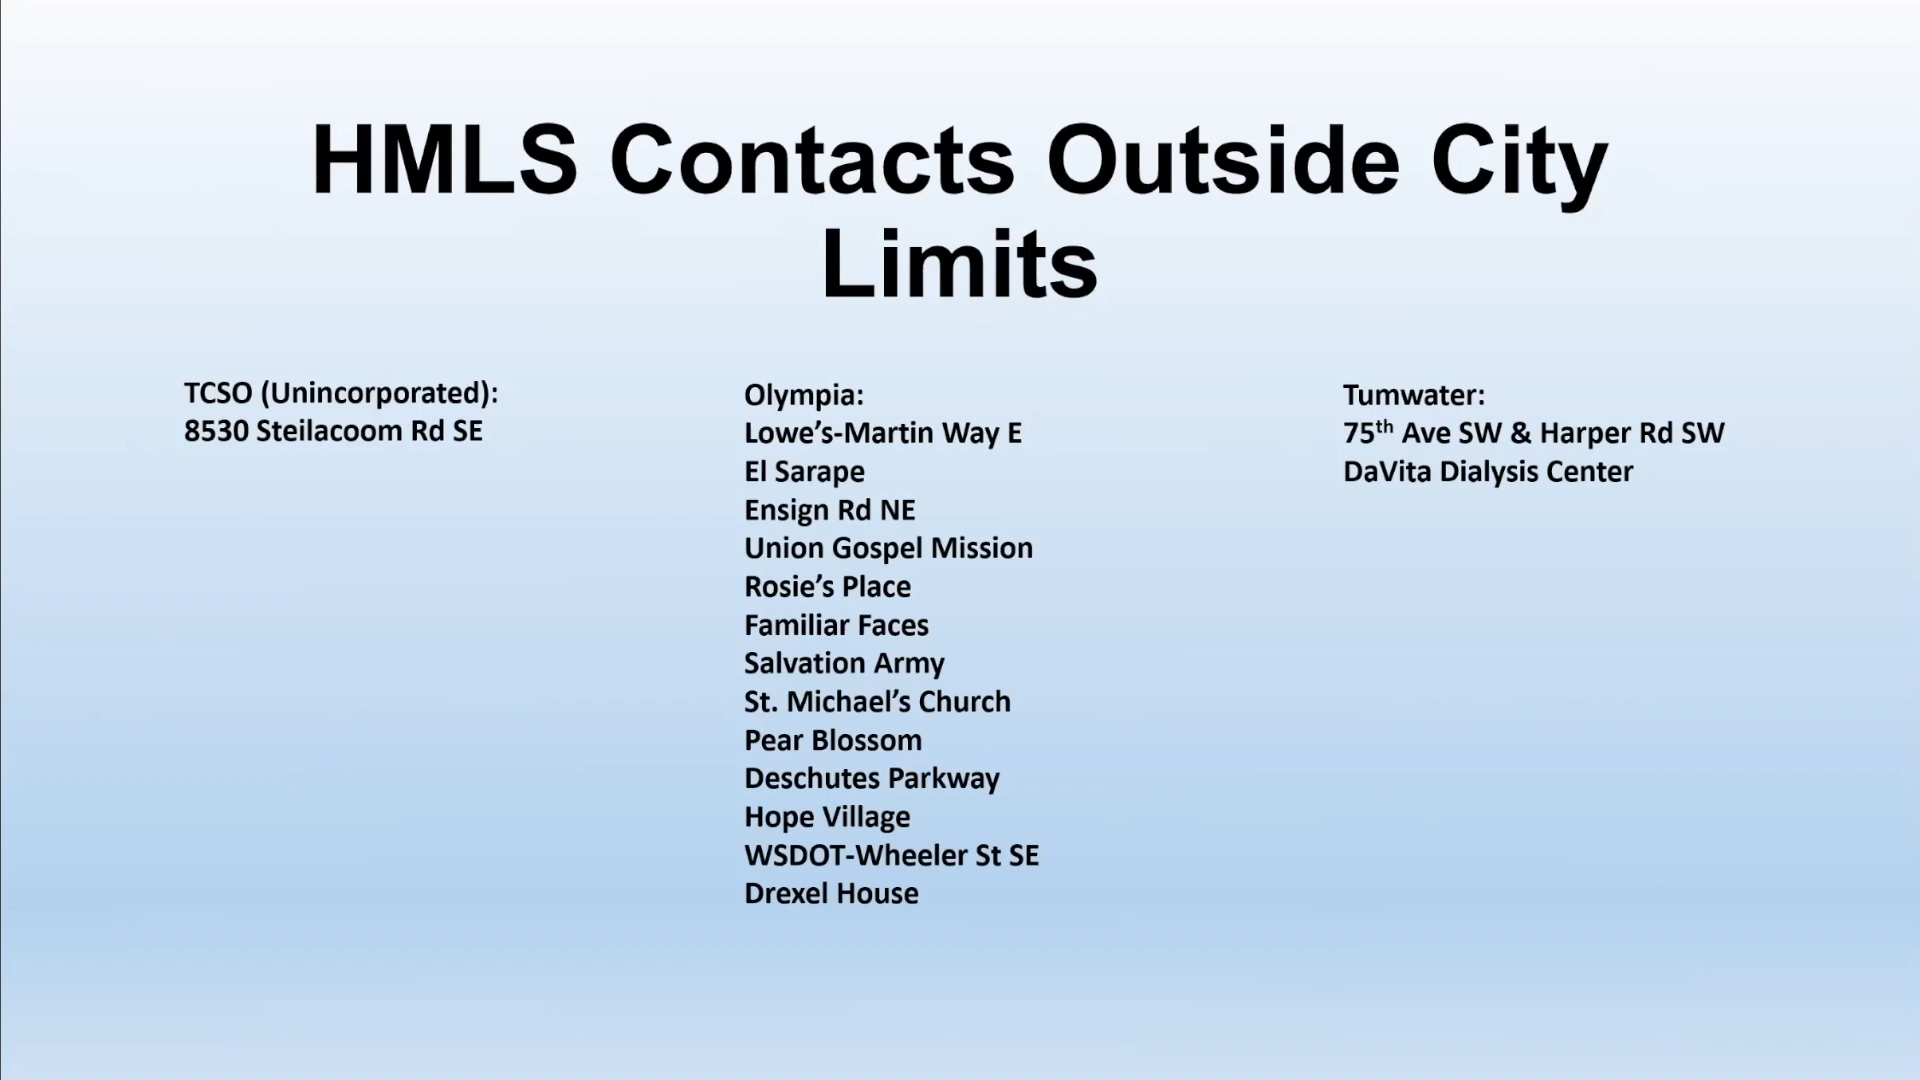 HMLS Contacts Outside City
Limits
TCSO (Unincorporated):
8530 Steilacoom Rd SE
Olympia:
Lowe’s-Martin Way E
El Sarape
Ensign Rd NE
Union Gospel Mission
Rosie’s Place
Familiar Faces
Salvation Army
St. Michael’s Church
Pear Blossom
Deschutes Parkway
Hope Village
WSDOT-Wheeler St SE
Drexel House
Tumwater:
75th Ave SW & Harper Rd SW
DaVita Dialysis Center